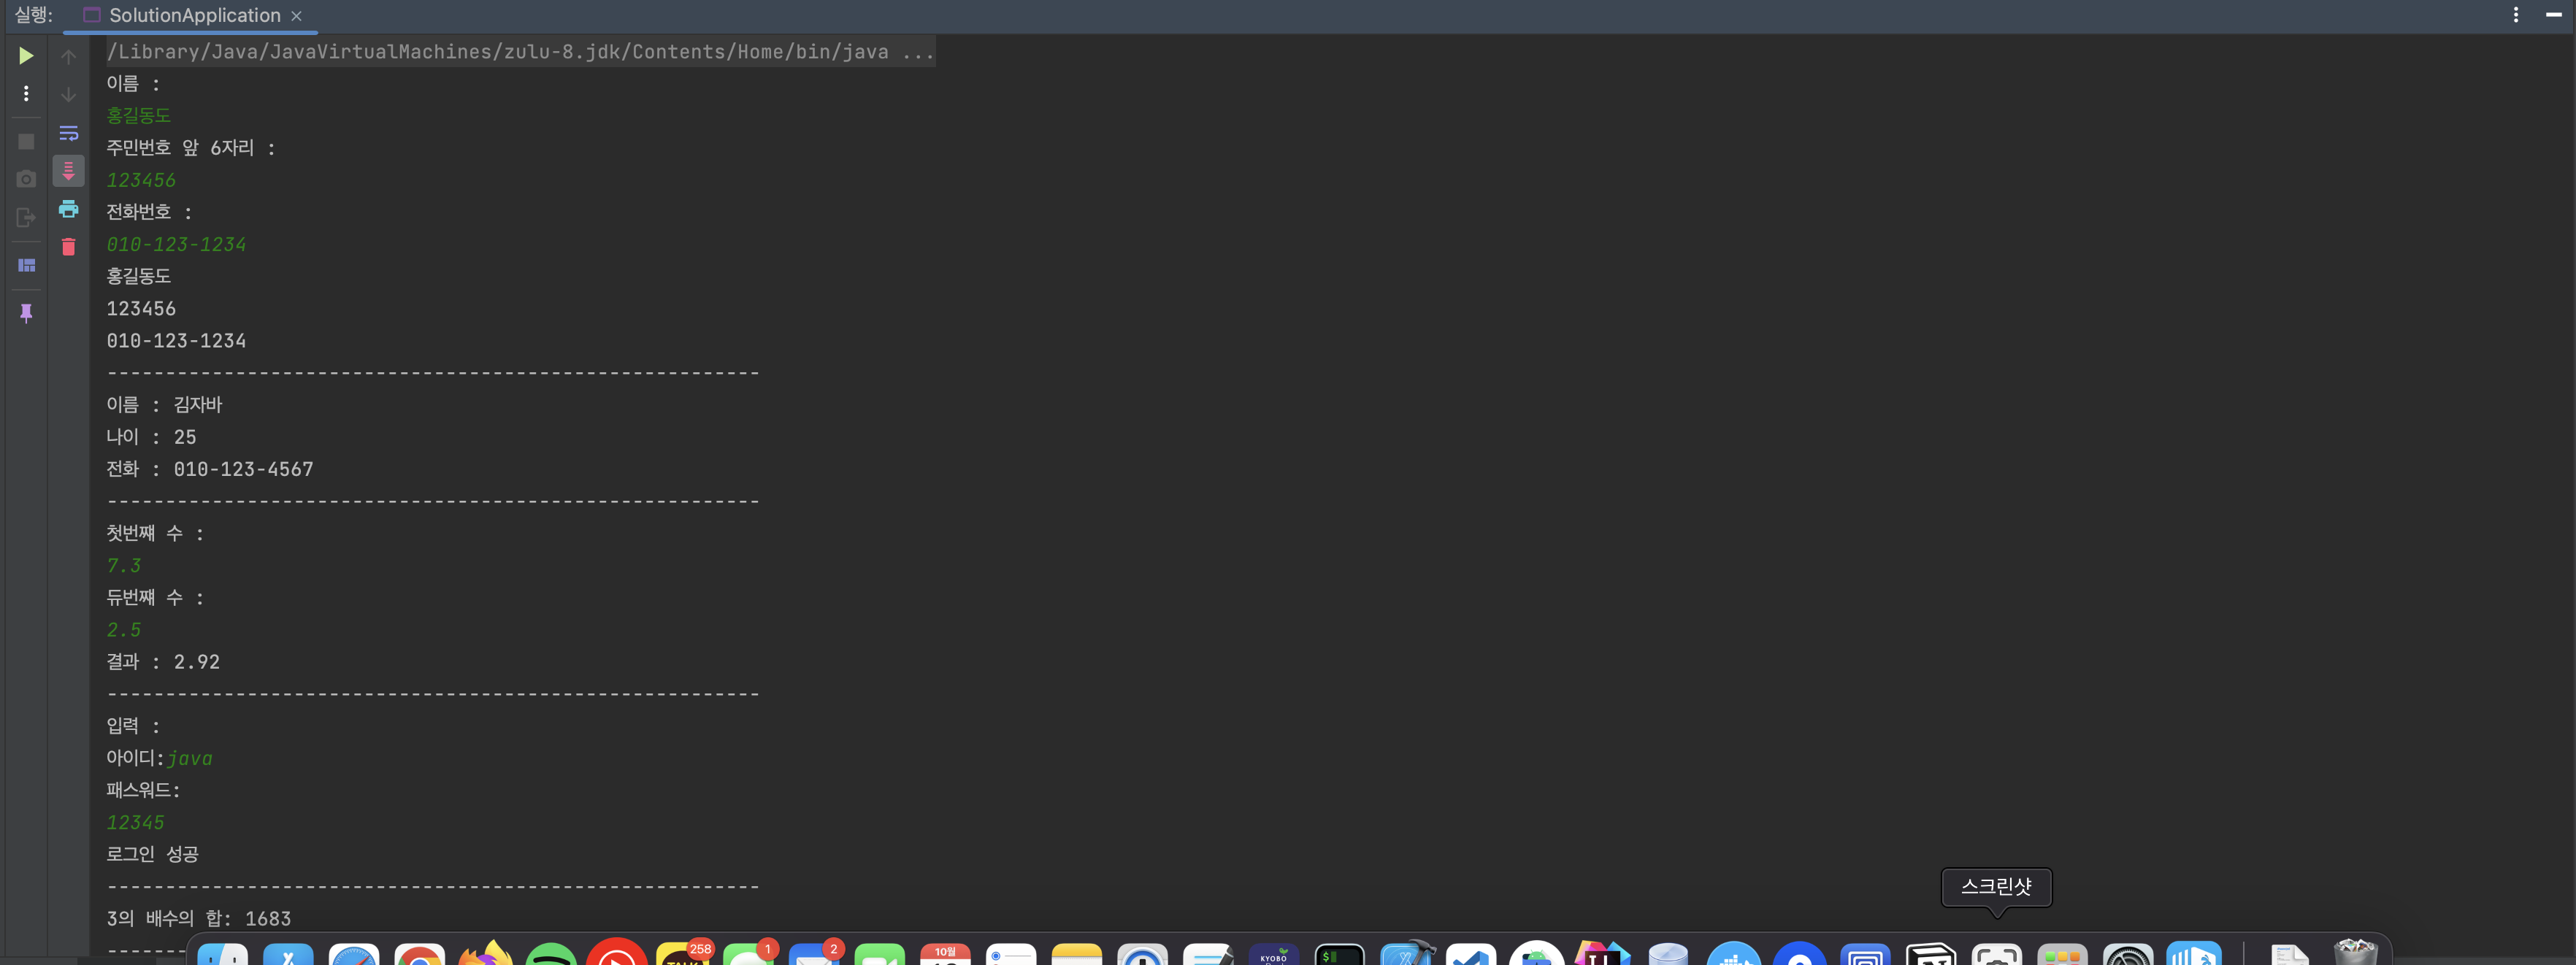 실행:
SolutionApplication
/Library/Java/JavaVirtualMachines/zulu-8.jdk/Contents/Home/bin/java ...
이름 :
홍길동도
주민번호 앞 6자리 :
123456
전화번호 :
010-123-1234
홍길동도
123456
010-123-1234
--------------------------------------------------------
이름 : 김자바
나이 : 25
전화 : 010-123-4567
--------------------------------------------------------
첫번쨰 수 :
7.3
듀번쨰 수 :
2.5
결과 : 2.92
--------------------------------------------------------
입력 :
아이디:java
패스워드:
12345
로그인 성공
--------------------------------------------------------
스크린샷
3의 배수의 합: 1683
258
1
2
10월
KYOBO